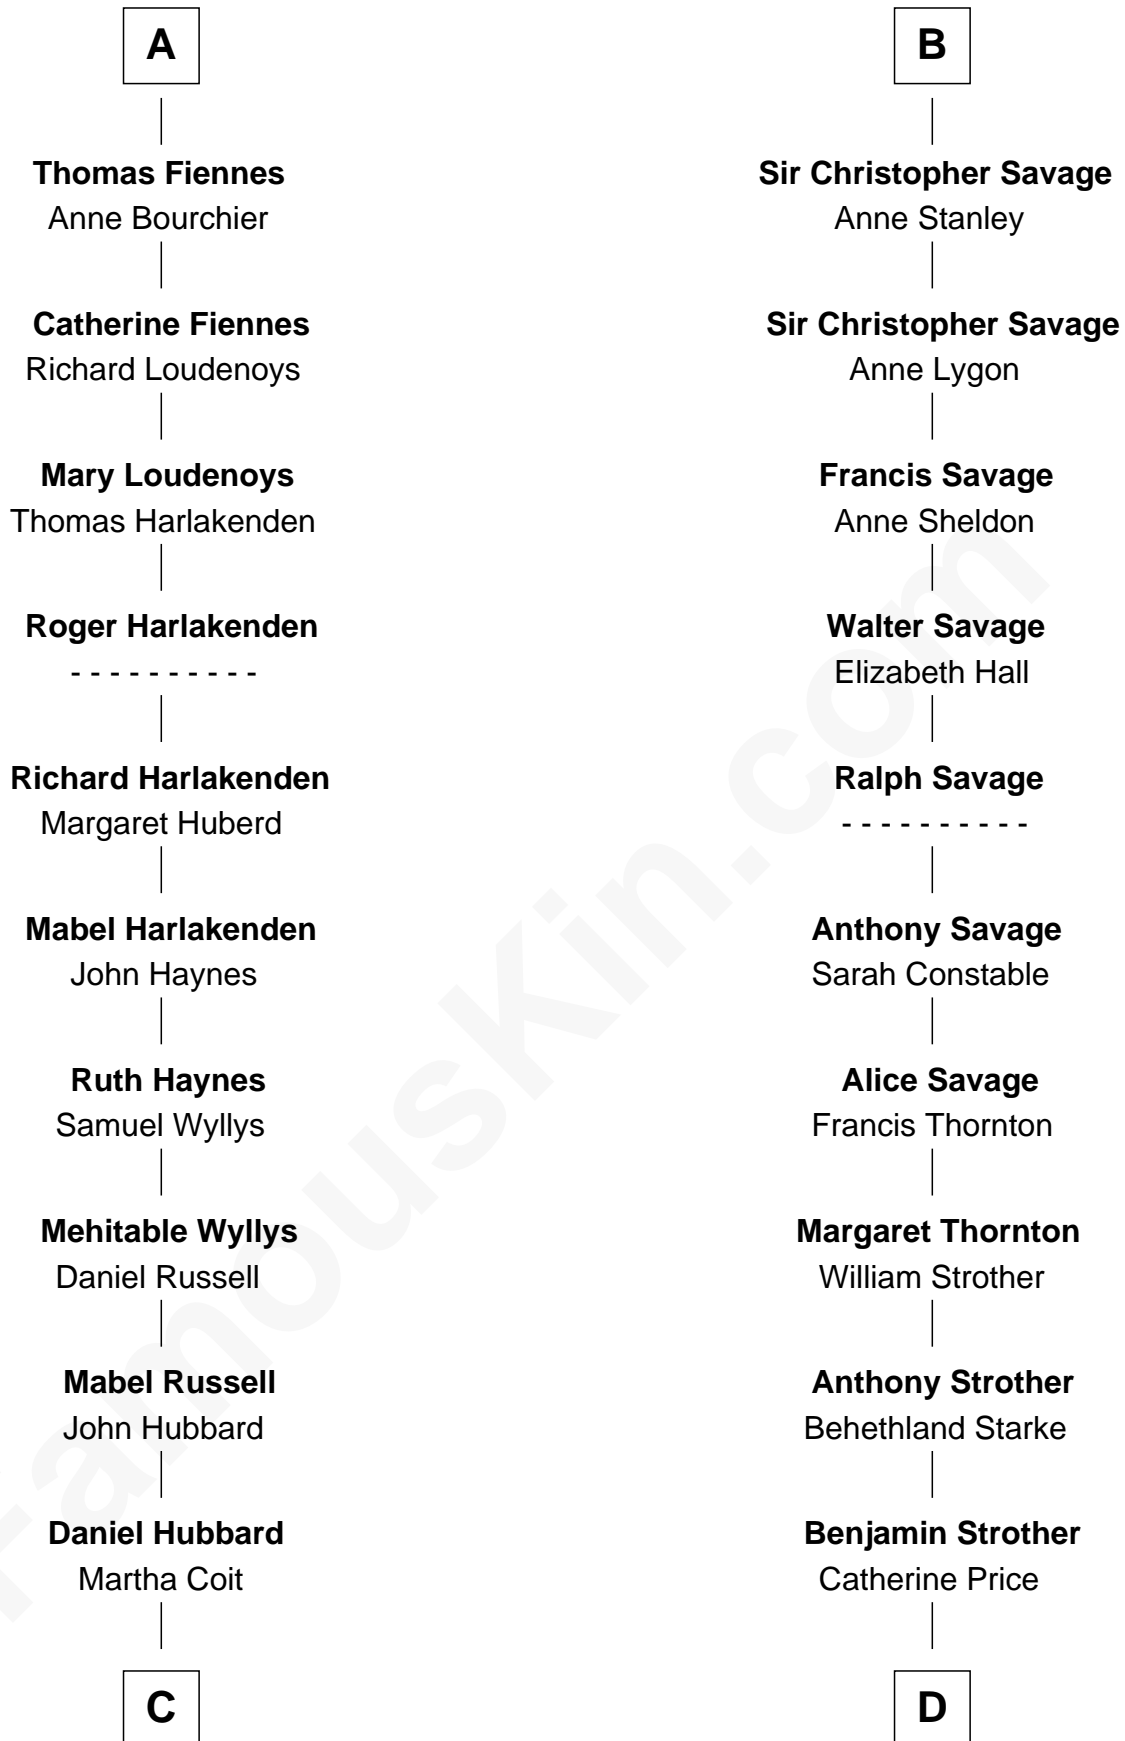 A
Thomas Fiennes
Anne Bourchier
Catherine Fiennes
Richard Loudenoys
Mary Loudenoys
Thomas Harlakenden
Roger Harlakenden
- - - - - - - - - -
Richard Harlakenden
Margaret Huberd
Mabel Harlakenden
John Haynes
Ruth Haynes
Samuel Wyllys
Mehitable Wyllys
Daniel Russell
Mabel Russell
John Hubbard
Daniel Hubbard
Martha Coit
C
B
Sir Christopher Savage
Anne Stanley
Sir Christopher Savage
Anne Lygon
Francis Savage
Anne Sheldon
Walter Savage
Elizabeth Hall
Ralph Savage
- - - - - - - - - -
Anthony Savage
Sarah Constable
Alice Savage
Francis Thornton
Margaret Thornton
William Strother
Anthony Strother
Behethland Starke
Benjamin Strother
Catherine Price
D
FamousKin.com